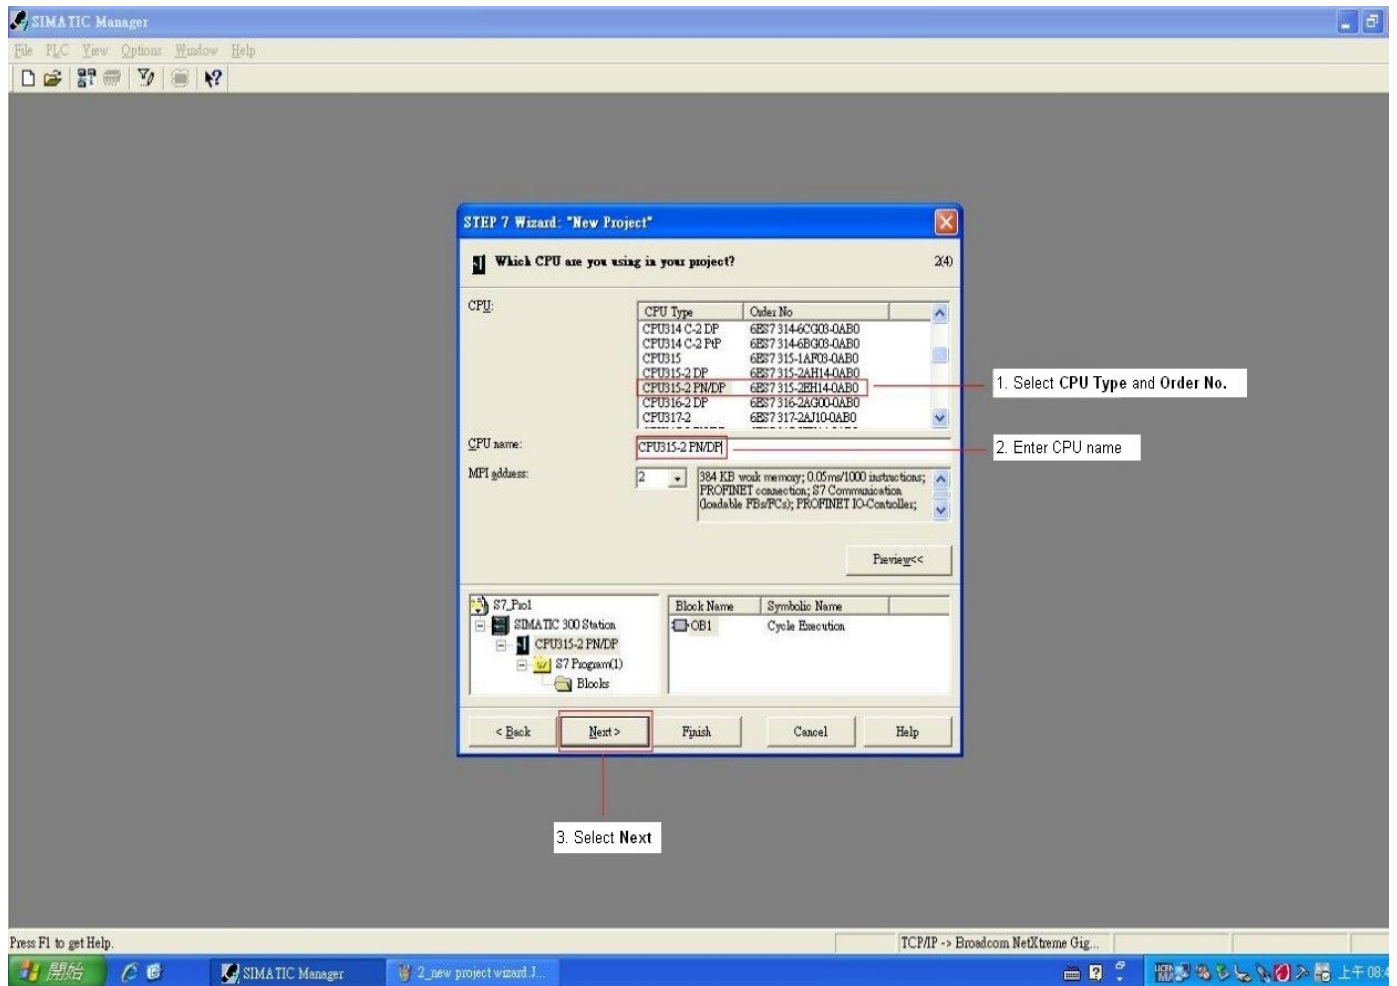 SIMATIC Manager
File PLC View Options Window Help
STEP 7 Wizard: "New Project"
Which CPU are you using in your project? 2(4)
CPU:
CPU Type Order No
CPU314 C-2 DP 6ES7 314-6CG03-0AB0
CPU314 C-2 PtP 6ES7 314-6BG03-0AB0
CPU315 6ES7 315-1AF03-0AB0
CPU315-2 DP 6ES7 315-2AH14-0AB0
CPU315-2 PN/DP 6ES7 315-2EH14-0AB0
CPU316-2 DP 6ES7 316-2AG00-0AB0
CPU317-2 6ES7 317-2AJ10-0AB0
1. Select CPU Type and Order No.
CPU name: CPU315-2 PN/DP
2. Enter CPU name
MPI address: 2
384 KB work memory; 0.05ms/1000 instructions;
PROFINET connection; S7 Communication
(loadable FBs/FCs); PROFINET IO-Controller;
Preview<<
S7_Pro1
SIMATIC 300 Station
CPU315-2 PN/DP
S7 Program(1)
Blocks
Block Name Symbolic Name
OB1 Cycle Execution
< Back Next > Finish Cancel Help
3. Select Next
Press F1 to get Help.
TCP/IP -> Broadcom NetXtreme Gig...
開始 SIMATIC Manager 2_new project wizard J... 上午 08:4